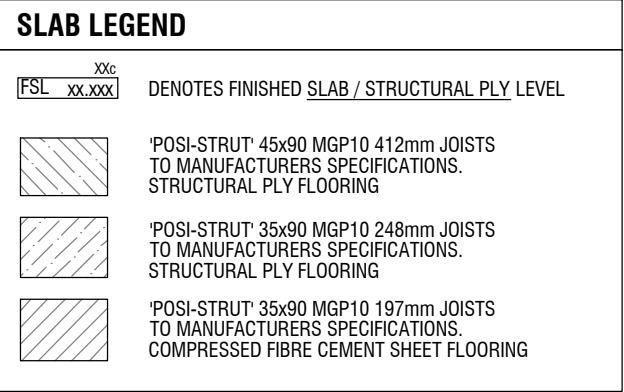 SLAB LEGEND
XXc
FSL xx.xxx DENOTES FINISHED SLAB / STRUCTURAL PLY LEVEL
'POSI-STRUT' 45x90 MGP10 412mm JOISTS
TO MANUFACTURERS SPECIFICATIONS.
STRUCTURAL PLY FLOORING
'POSI-STRUT' 35x90 MGP10 248mm JOISTS
TO MANUFACTURERS SPECIFICATIONS.
STRUCTURAL PLY FLOORING
'POSI-STRUT' 35x90 MGP10 197mm JOISTS
TO MANUFACTURERS SPECIFICATIONS.
COMPRESSED FIBRE CEMENT SHEET FLOORING